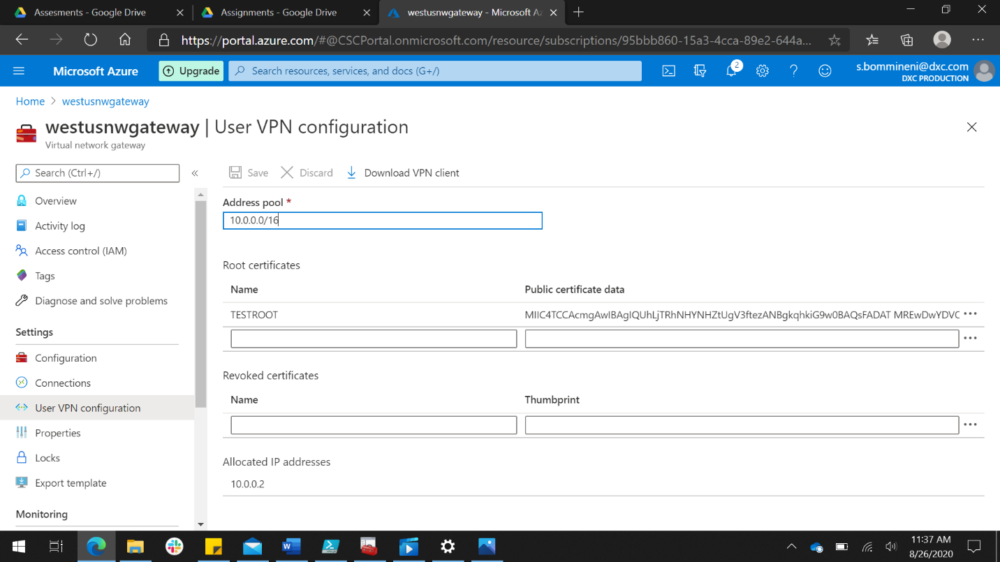 Assesments - Google Drive
Assignments - Google Drive
westusnwgateway - Microsoft Az
https://portal.azure.com/#@CSCPortal.onmicrosoft.com/resource/subscriptions/95bbb860-15a3-4cca-89e2-644a...
Microsoft Azure
Upgrade
Search resources, services, and docs (G+/)
2
s.bommineni@dxc.com
DXC PRODUCTION
Home > westusnwgateway
westusnwgateway | User VPN configuration
Virtual network gateway
Search (Ctrl+/)
«
Save
Discard
Download VPN client
Overview
Activity log
Access control (IAM)
Tags
Diagnose and solve problems
Settings
Configuration
Connections
User VPN configuration
Properties
Locks
Export template
Monitoring
Address pool *
10.0.0.0/16
Root certificates
Name Public certificate data
TESTROOT MIIC4TCCAcmgAwIBAgIQUhLjTRhNHYNHZtUgV3ftezANBgkqhkiG9w0BAQsFADAT MREwDwYDVC
Revoked certificates
Name Thumbprint
Allocated IP addresses
10.0.0.2
11:37 AM
8/26/2020